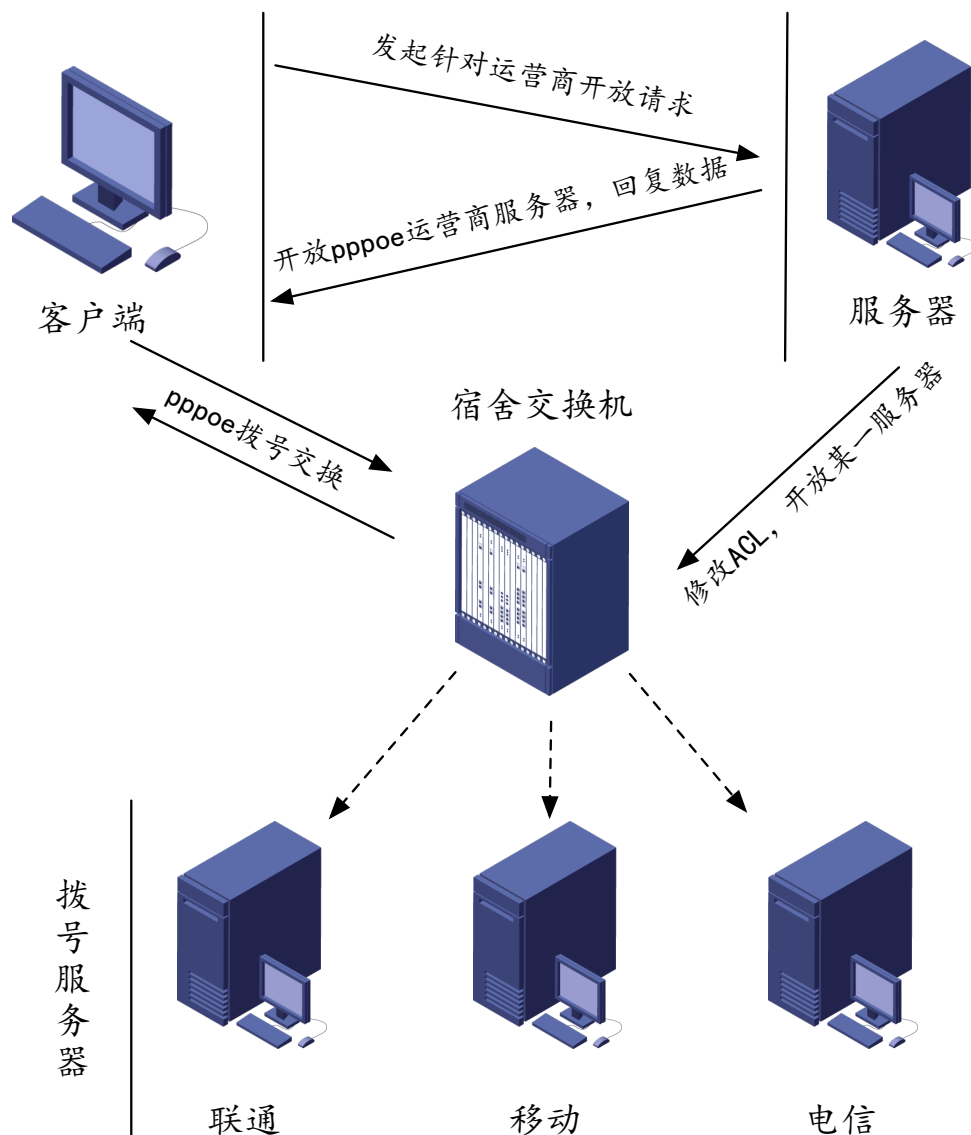 发起针对运营商开放请求
开放pppoe运营商服务器，回复数据
客户端
服务器
宿舍交换机
pppoe拨号交换
修改ACL，开放某一服务器
拨号服务器
联通
移动
电信